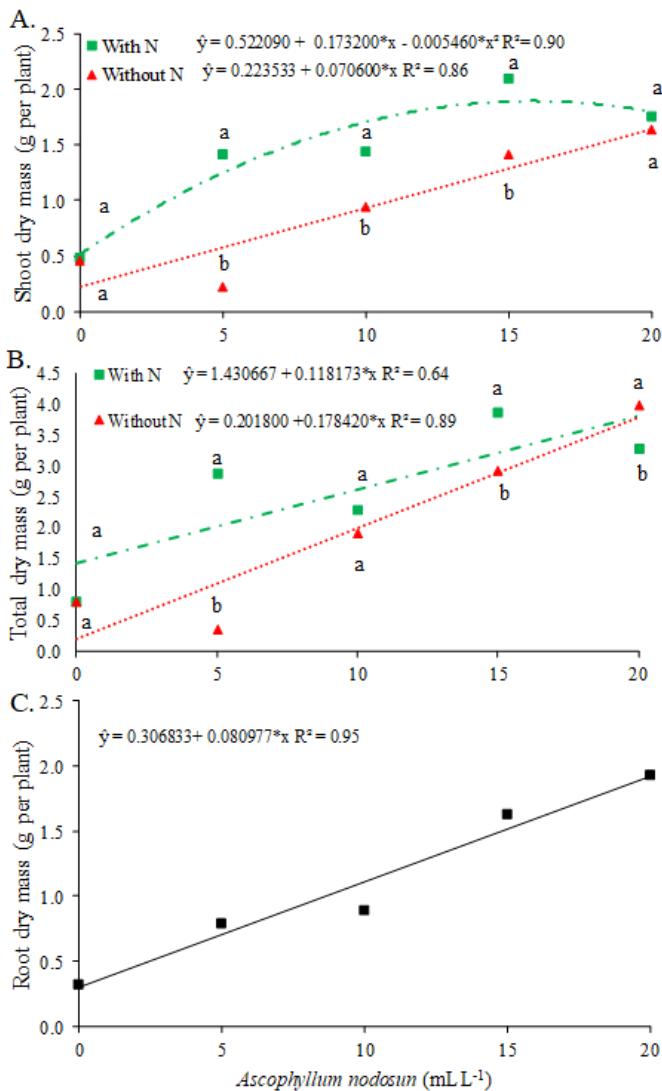 A.
2.5
With N ŷ = 0.522090 + 0.173200*x - 0.005460*x² R² = 0.90
Without N ŷ = 0.223533 + 0.070600*x R² = 0.86
a
a
2.0
a
a
1.5
1.0
a
b
a
b
0.5
b
a
0.0
0 5 10 15 20
Shoot dry mass (g per plant)
B.
4.5
With N ŷ = 1.430667 + 0.118173*x R² = 0.64
a
a
4.0
Without N ŷ = 0.201800 + 0.178420*x R² = 0.89
3.5
a
a
3.0
b
b
2.5
2.0
a
1.5
a
1.0
b
0.5
a
0.0
0 5 10 15 20
Total dry mass (g per plant)
C.
2.5
ŷ = 0.306833+ 0.080977*x R² = 0.95
2.0
1.5
1.0
0.5
0.0
0 5 10 15 20
Root dry mass (g per plant)
Ascophyllum nodosun (mL L⁻¹)